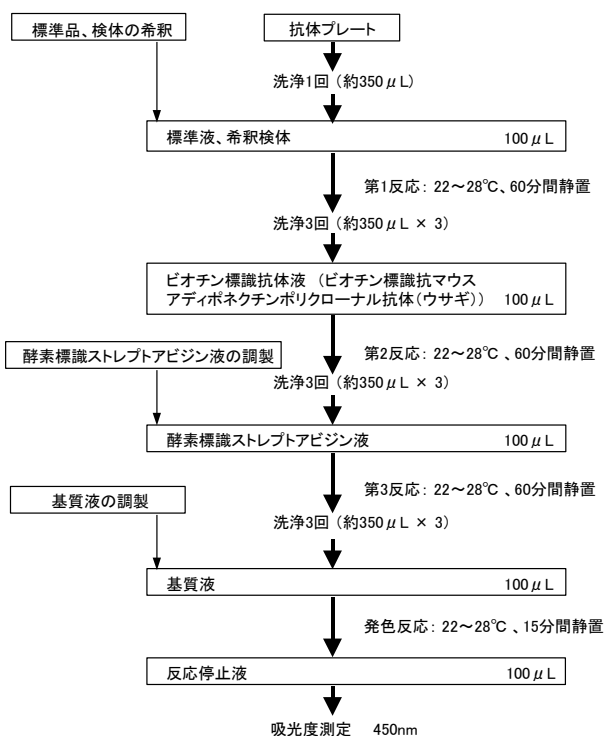 標準品、検体の希釈
抗体プレート
洗浄1回（約350μL）
標準液、希釈検体 100μL
第1反応：22～28℃、60分間静置
洗浄3回（約350μL × 3）
ビオチン標識抗体液 （ビオチン標識抗マウス
アディポネクチンポリクローナル抗体（ウサギ）） 100μL
第2反応：22～28℃、60分間静置
酵素標識ストレプトアビジン液の調製
洗浄3回（約350μL × 3）
酵素標識ストレプトアビジン液 100μL
第3反応：22～28℃、60分間静置
基質液の調製
洗浄3回（約350μL × 3）
基質液 100μL
発色反応：22～28℃、15分間静置
反応停止液 100μL
吸光度測定 450nm